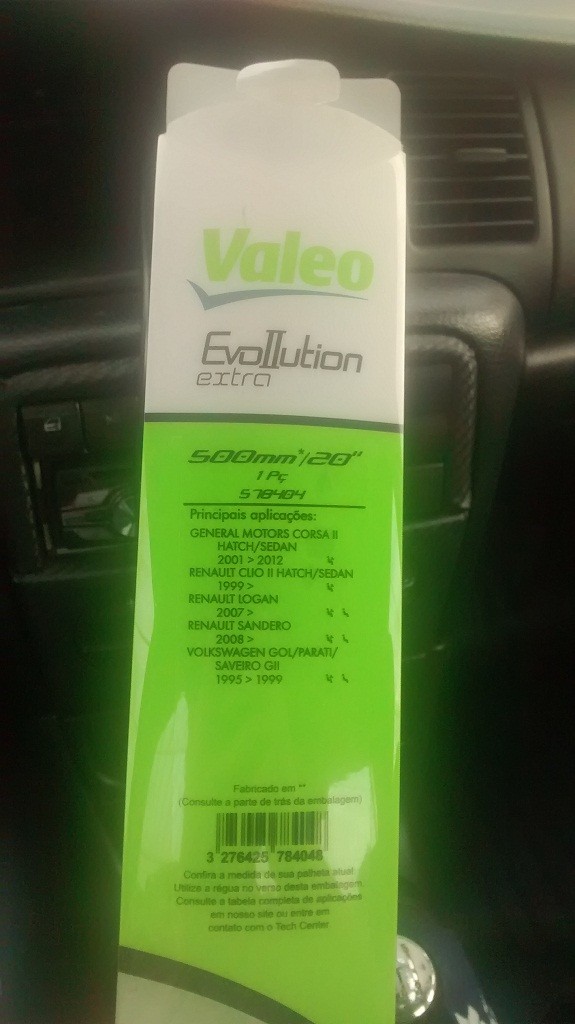 Valeo
EvoIIution
extra
500mm*/20"
1 Pç
578404
Principais aplicações:
GENERAL MOTORS CORSA II
HATCH/SEDAN
2001 > 2012
RENAULT CLIO II HATCH/SEDAN
1999 >
RENAULT LOGAN
2007 >
RENAULT SANDERO
2008 >
VOLKSWAGEN GOL/PARATI/
SAVEIRO GII
1995 > 1999
Fabricado em **
(Consulte a parte de trás da embalagem)
3 276425 784048
Confira a medida de sua palheta atual
Utilize a régua no verso desta embalagem
Consulte a tabela completa de aplicações
em nosso site ou entre em
contato com o Tech Center